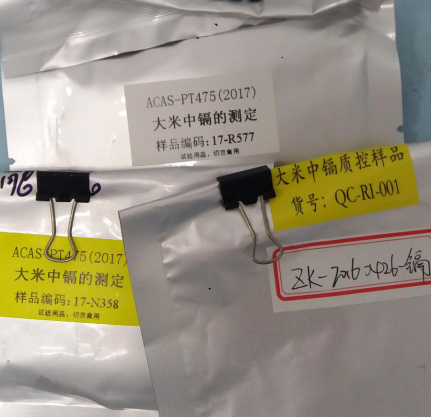 ACAS-PT475(2017)
大米中镉的测定
样品编码: 17-R577
试验用品, 切勿食用
大米中镉质控样品
货号: QC-RI-001
ACAS-PT475(2017)
大米中镉的测定
样品编码: 17-N358
试验用品, 切勿食用